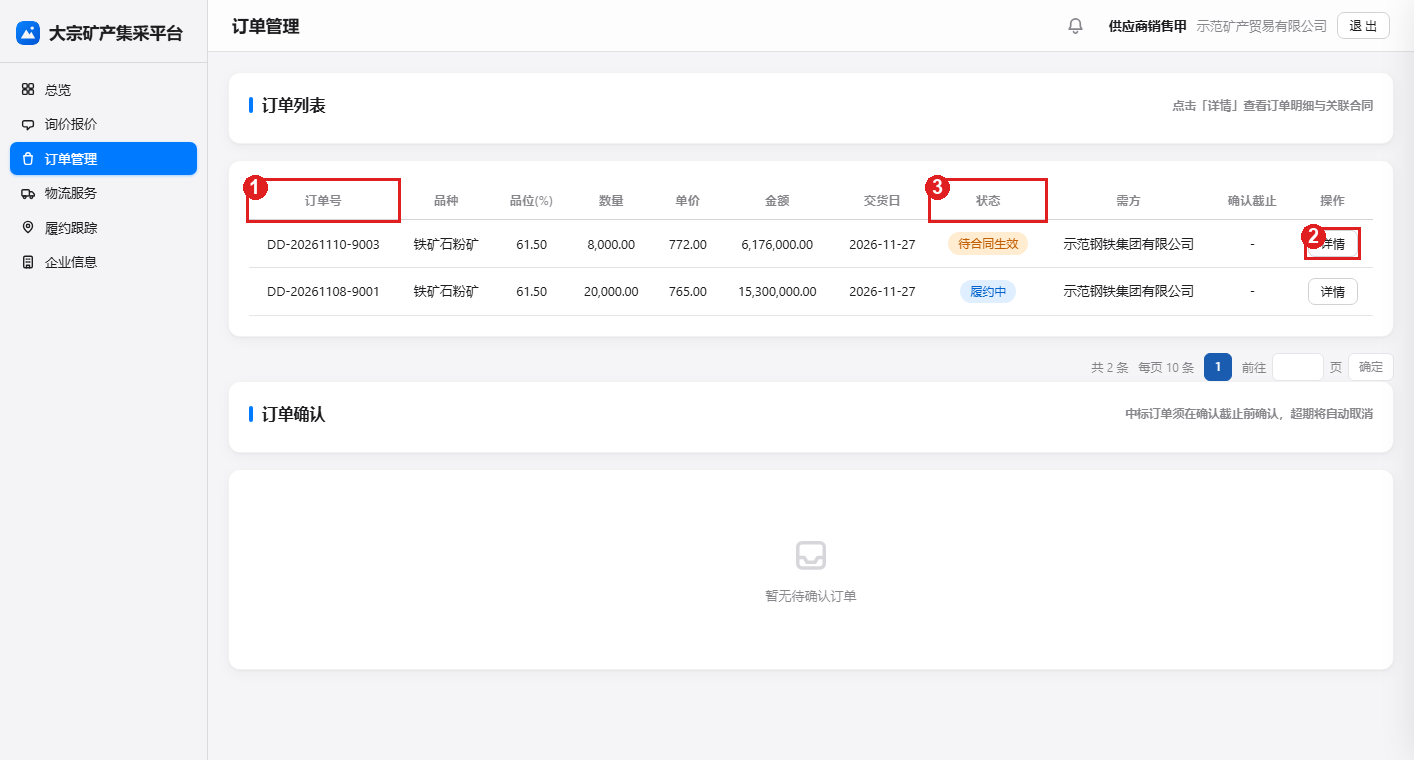 大宗矿产集采平台
订单管理
供应商销售甲 示范矿产贸易有限公司 退出
总览
询价报价
订单管理
物流服务
履约跟踪
企业信息
订单列表
点击「详情」查看订单明细与关联合同
1 3
订单号 品种 品位(%) 数量 单价 金额 交货日 状态 需方 确认截止 操作
2
DD-20261110-9003 铁矿石粉矿 61.50 8,000.00 772.00 6,176,000.00 2026-11-27 待合同生效 示范钢铁集团有限公司 - 详情
DD-20261108-9001 铁矿石粉矿 61.50 20,000.00 765.00 15,300,000.00 2026-11-27 履约中 示范钢铁集团有限公司 - 详情
共 2 条 每页 10 条 1 前往 页 确定
订单确认
中标订单须在确认截止前确认，超期将自动取消
暂无待确认订单